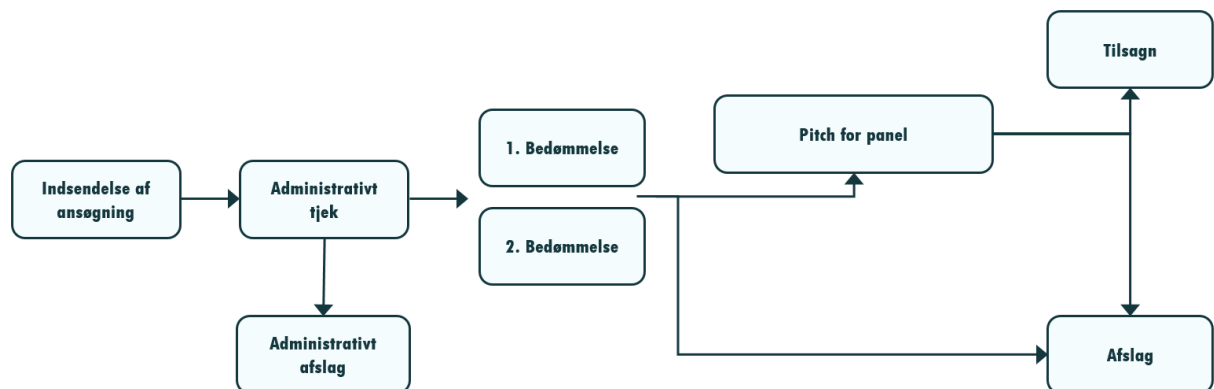 Indsendelse af
ansøgning
Administrativt
tjek
Administrativt
afslag
1. Bedømmelse
2. Bedømmelse
Pitch for panel
Tilsagn
Afslag